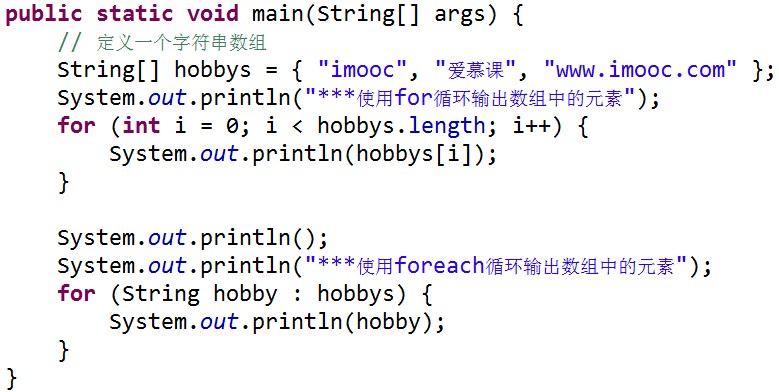 public static void main(String[] args) {
    // 定义一个字符串数组
    String[] hobbys = { "imooc", "爱慕课", "www.imooc.com" };
    System.out.println("***使用for循环输出数组中的元素");
    for (int i = 0; i < hobbys.length; i++) {
        System.out.println(hobbys[i]);
    }

    System.out.println();
    System.out.println("***使用foreach循环输出数组中的元素");
    for (String hobby : hobbys) {
        System.out.println(hobby);
    }
}